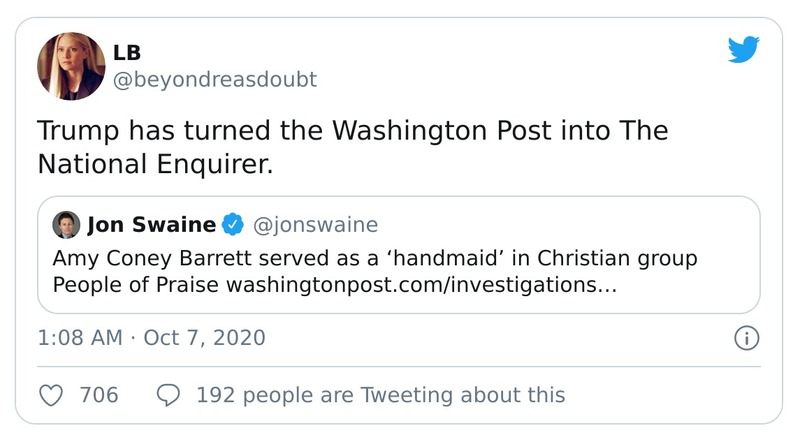 LB
@beyondreasdoubt
Trump has turned the Washington Post into The
National Enquirer.
Jon Swaine @jonswaine
Amy Coney Barrett served as a ‘handmaid’ in Christian group
People of Praise washingtonpost.com/investigations…
1:08 AM · Oct 7, 2020
706 192 people are Tweeting about this